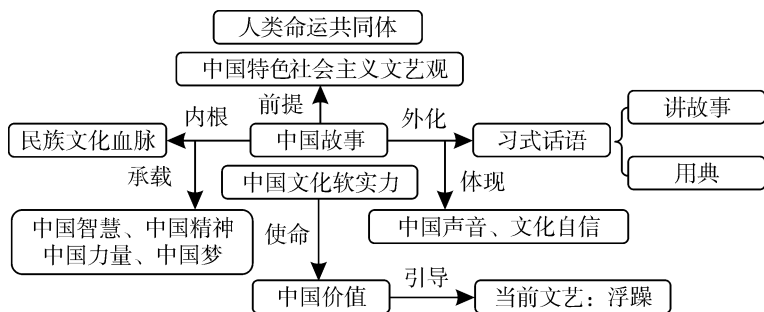 人类命运共同体
中国特色社会主义文艺观
前提
内根
外化
民族文化血脉
中国故事
习式话语
讲故事
用典
承载
中国文化软实力
体现
中国智慧、中国精神
中国力量、中国梦
使命
中国声音、文化自信
中国价值
引导
当前文艺：浮躁